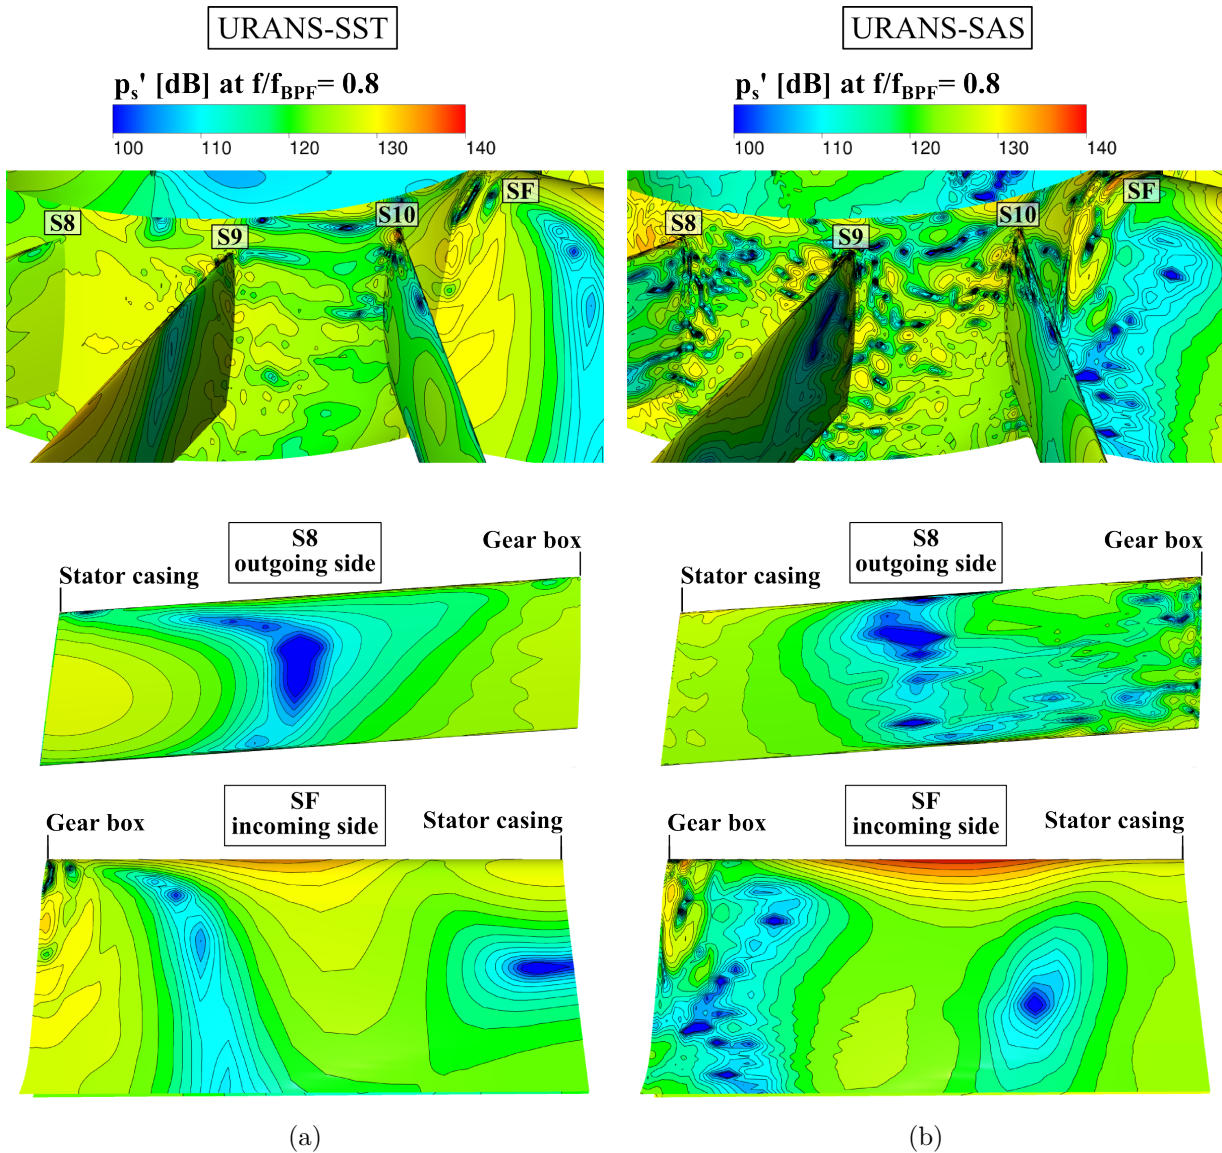 URANS-SST
URANS-SAS
pₛ' [dB] at f/f_BPF= 0.8
pₛ' [dB] at f/f_BPF= 0.8
100 110 120 130 140
100 110 120 130 140
S8 S9 S10 SF
S8 S9 S10 SF
S8
outgoing side
Stator casing
Gear box
S8
outgoing side
Stator casing
Gear box
SF
incoming side
Gear box
Stator casing
SF
incoming side
Gear box
Stator casing
(a)
(b)